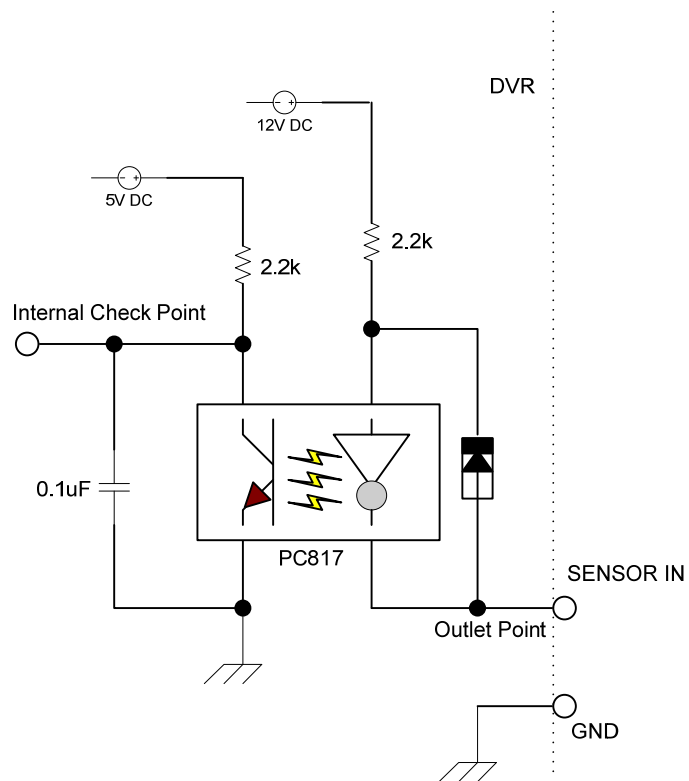 DVR
12V DC
5V DC
2.2k
2.2k
Internal Check Point
0.1uF
PC817
SENSOR IN
Outlet Point
GND